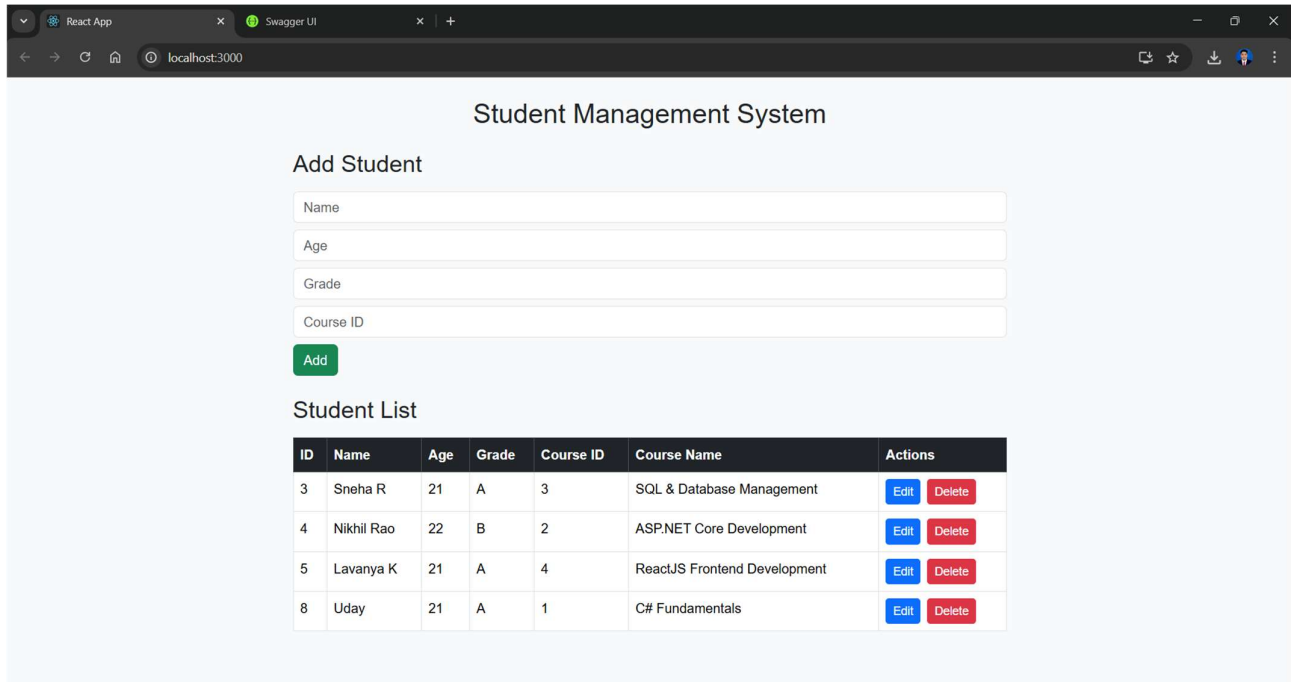 React App
Swagger UI
localhost:3000
Student Management System
Add Student
Name
Age
Grade
Course ID
Add
Student List
ID Name Age Grade Course ID Course Name Actions
3 Sneha R 21 A 3 SQL & Database Management Edit Delete
4 Nikhil Rao 22 B 2 ASP.NET Core Development Edit Delete
5 Lavanya K 21 A 4 ReactJS Frontend Development Edit Delete
8 Uday 21 A 1 C# Fundamentals Edit Delete